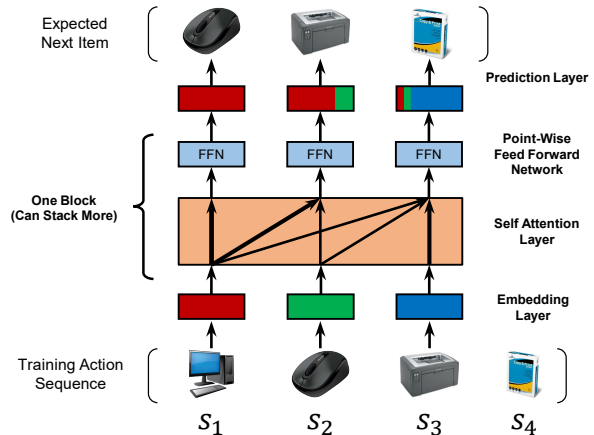 Expected
Next Item
Prediction Layer
FFN
FFN
FFN
Point-Wise
Feed Forward
Network
One Block
(Can Stack More)
Self Attention
Layer
Embedding
Layer
Training Action
Sequence
s1
s2
s3
s4